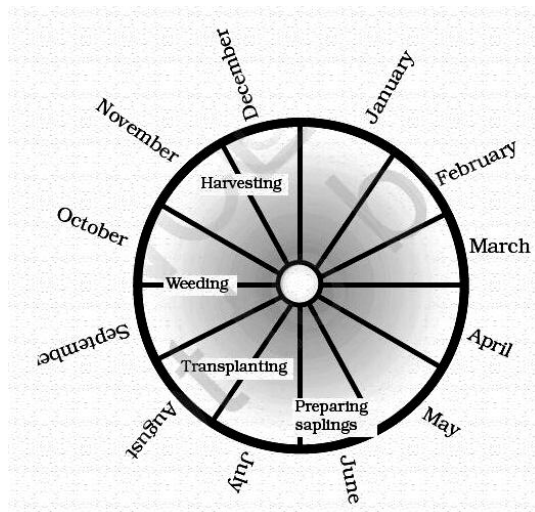 December
January
November
February
Harvesting
October
March
Weeding
September
April
Transplanting
Preparing
saplings
August
May
July
June